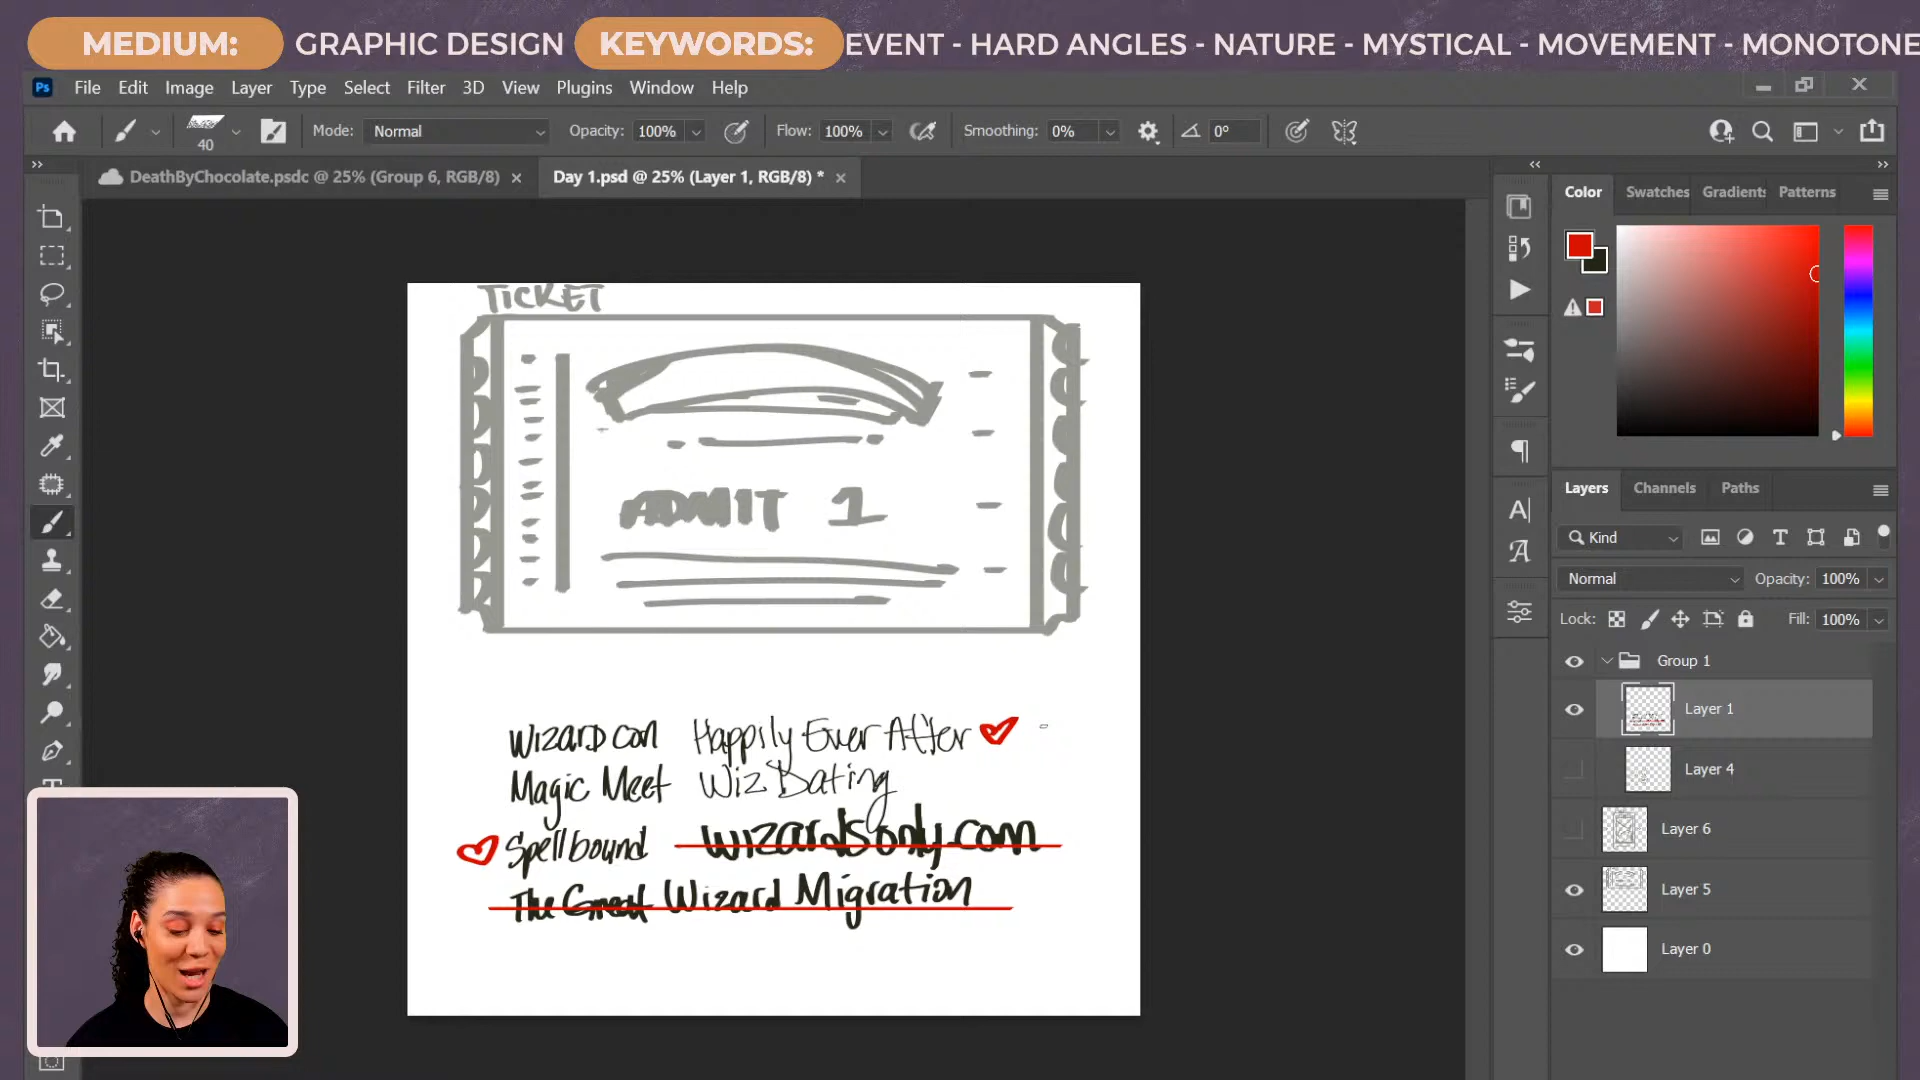 MEDIUM: GRAPHIC DESIGN KEYWORDS: EVENT - HARD ANGLES - NATURE - MYSTICAL - MOVEMENT - MONOTONE
Ps File Edit Image Layer Type Select Filter 3D View Plugins Window Help
40 Mode: Normal Opacity: 100% Flow: 100% Smoothing: 0% 0°
DeathByChocolate.psdc @ 25% (Group 6, RGB/8) × Day 1.psd @ 25% (Layer 1, RGB/8) * ×
Color Swatches Gradients Patterns
TICKET
ADMIT 1
Wizard con Happily Ever After
Magic Meet Wiz Dating
Spellbound wizardsonly.com
The Great Wizard Migration
Layers Channels Paths
Kind
Normal Opacity: 100%
Lock: Fill: 100%
Group 1
Layer 1
Layer 4
Layer 6
Layer 5
Layer 0